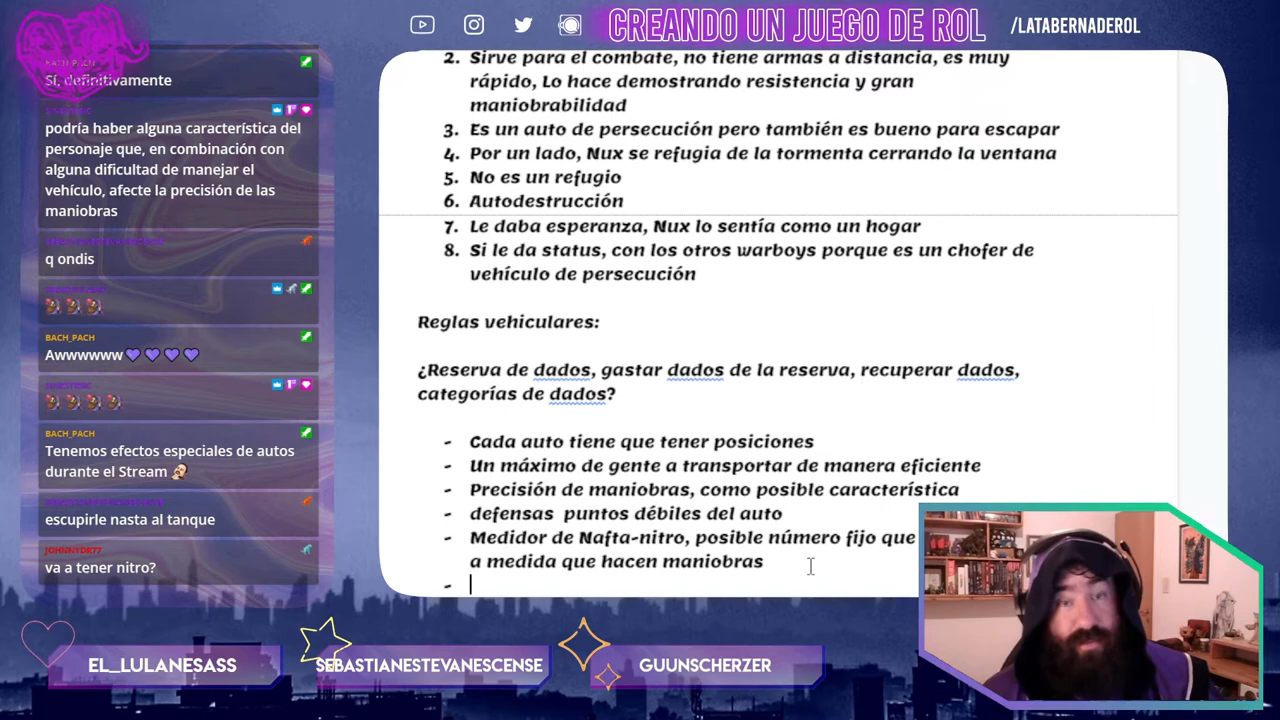 CREANDO UN JUEGO DE ROL
/LATABERNADEROL
Sí, definitivamente
podría haber alguna característica del
personaje que, en combinación con
alguna dificultad de manejar el
vehículo, afecte la precisión de las
maniobras
q ondis
BACH_PACH
Awwwwww
BACH_PACH
Tenemos efectos especiales de autos
durante el Stream
escupirle nasta al tanque
JOHNNYDR77
va a tener nitro?
2. Sirve para el combate, no tiene armas a distancia, es muy
rápido, Lo hace demostrando resistencia y gran
maniobrabilidad
3. Es un auto de persecución pero también es bueno para escapar
4. Por un lado, Nux se refugia de la tormenta cerrando la ventana
5. No es un refugio
6. Autodestrucción
7. Le daba esperanza, Nux lo sentía como un hogar
8. Si le da status, con los otros warboys porque es un chofer de
vehículo de persecución
Reglas vehiculares:
¿Reserva de dados, gastar dados de la reserva, recuperar dados,
categorías de dados?
- Cada auto tiene que tener posiciones
- Un máximo de gente a transportar de manera eficiente
- Precisión de maniobras, como posible característica
- defensas puntos débiles del auto
- Medidor de Nafta-nitro, posible número fijo que
a medida que hacen maniobras
-
EL_LULANESASS
SEBASTIANESTEVANESCENSE
GUUNSCHERZER